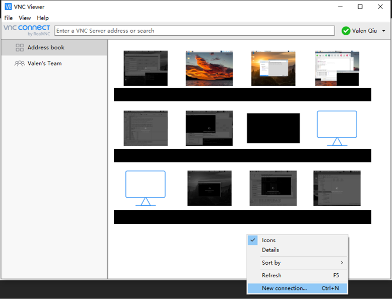 VNC Viewer
File View Help
VNC CONNECT
by RealVNC
Enter a VNC Server address or search
Valen Qiu
Address book
Valen's Team
Icons
Details
Sort by
Refresh F5
New connection... Ctrl+N